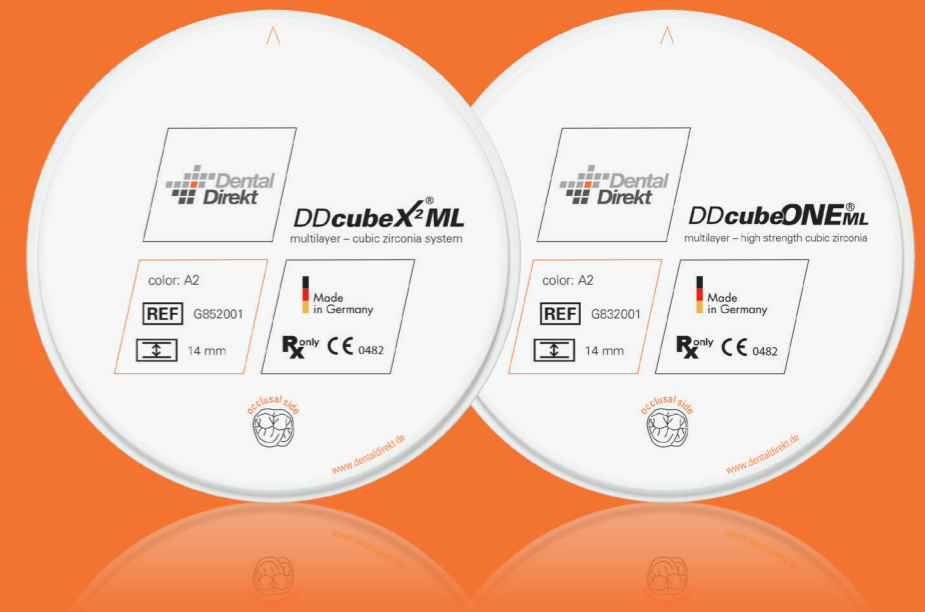 Dental
Direkt
DDcubeX²® ML
multilayer – cubic zirconia system
color: A2
REF G852001
14 mm
Made
in Germany
Rx only CE 0482
occlusal side
www.dentaldirekt.de
Dental
Direkt
DDcubeONE® ML
multilayer – high strength cubic zirconia
color: A2
REF G832001
14 mm
Made
in Germany
Rx only CE 0482
occlusal side
www.dentaldirekt.de